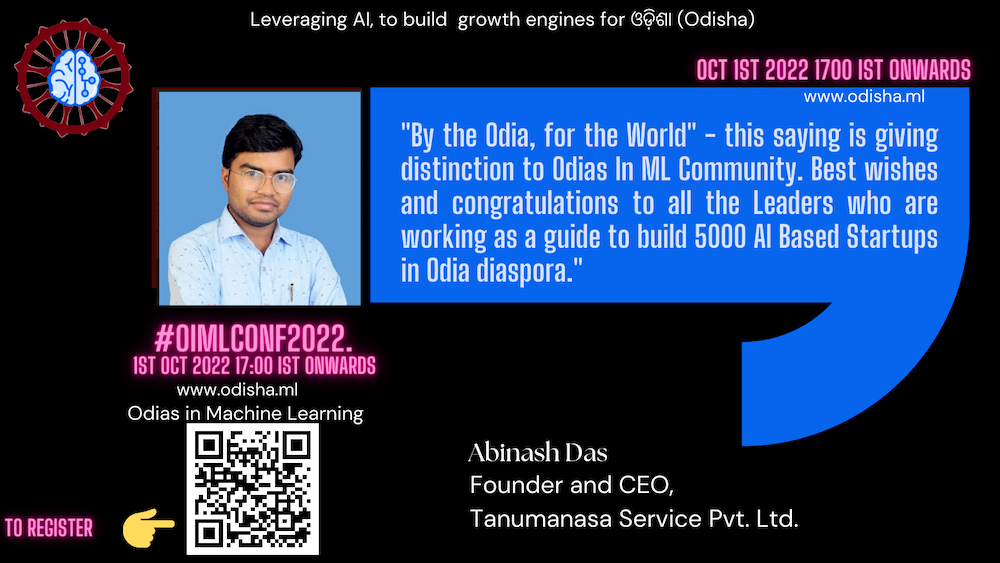 Leveraging AI, to build growth engines for ଓଡ଼ିଶା (Odisha)
OCT 1ST 2022 1700 IST ONWARDS
www.odisha.ml
"By the Odia, for the World" - this saying is giving
distinction to Odias In ML Community. Best wishes
and congratulations to all the Leaders who are
working as a guide to build 5000 AI Based Startups
in Odia diaspora."
#OIMLCONF2022.
1ST OCT 2022 17:00 IST ONWARDS
www.odisha.ml
Odias in Machine Learning
Abinash Das
Founder and CEO,
Tanumanasa Service Pvt. Ltd.
TO REGISTER